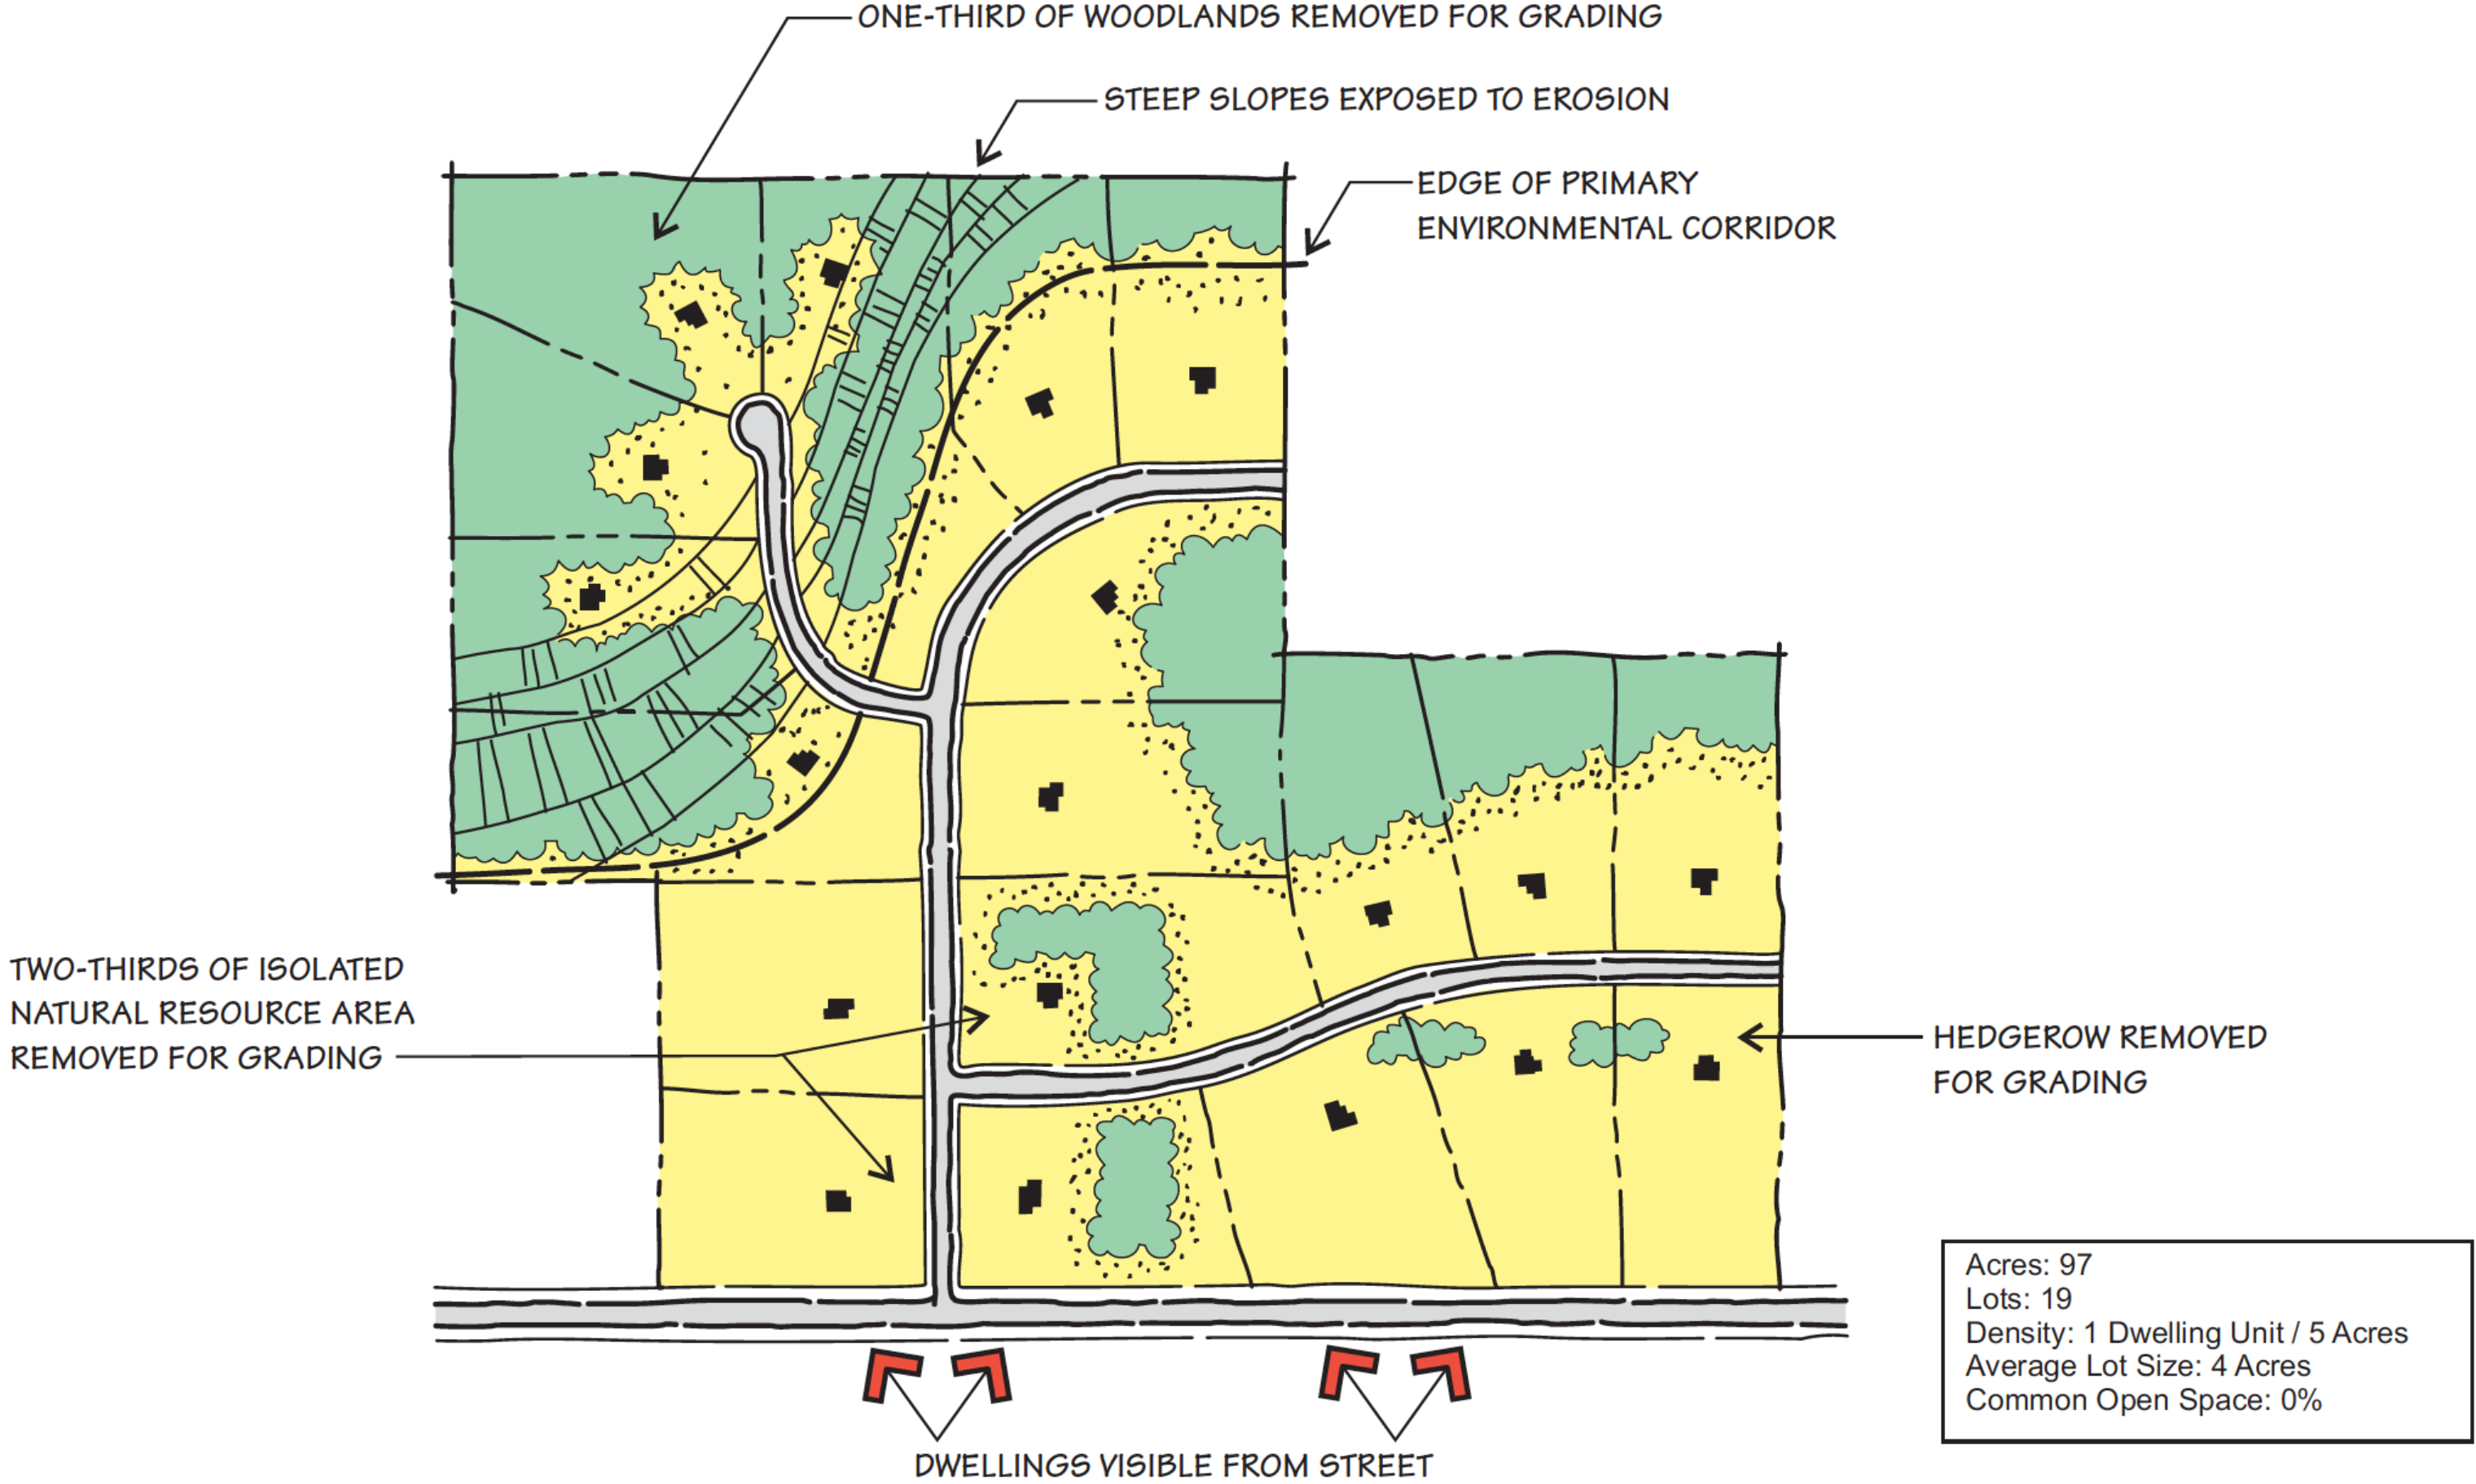 ONE-THIRD OF WOODLANDS REMOVED FOR GRADING
STEEP SLOPES EXPOSED TO EROSION
EDGE OF PRIMARY
ENVIRONMENTAL CORRIDOR
TWO-THIRDS OF ISOLATED
NATURAL RESOURCE AREA
REMOVED FOR GRADING
HEDGEROW REMOVED
FOR GRADING
Acres: 97
Lots: 19
Density: 1 Dwelling Unit / 5 Acres
Average Lot Size: 4 Acres
Common Open Space: 0%
DWELLINGS VISIBLE FROM STREET